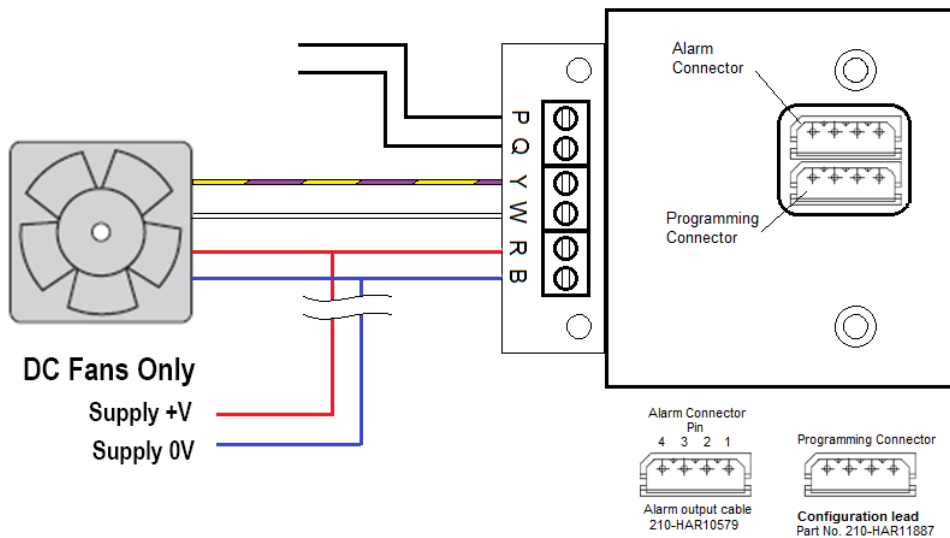 Alarm
Connector
P
Q
Y
W
R
B
Programming
Connector
DC Fans Only
Supply +V
Supply 0V
Alarm Connector
Pin
4 3 2 1
Alarm output cable
210-HAR10579
Programming Connector
Configuration lead
Part No. 210-HAR11887